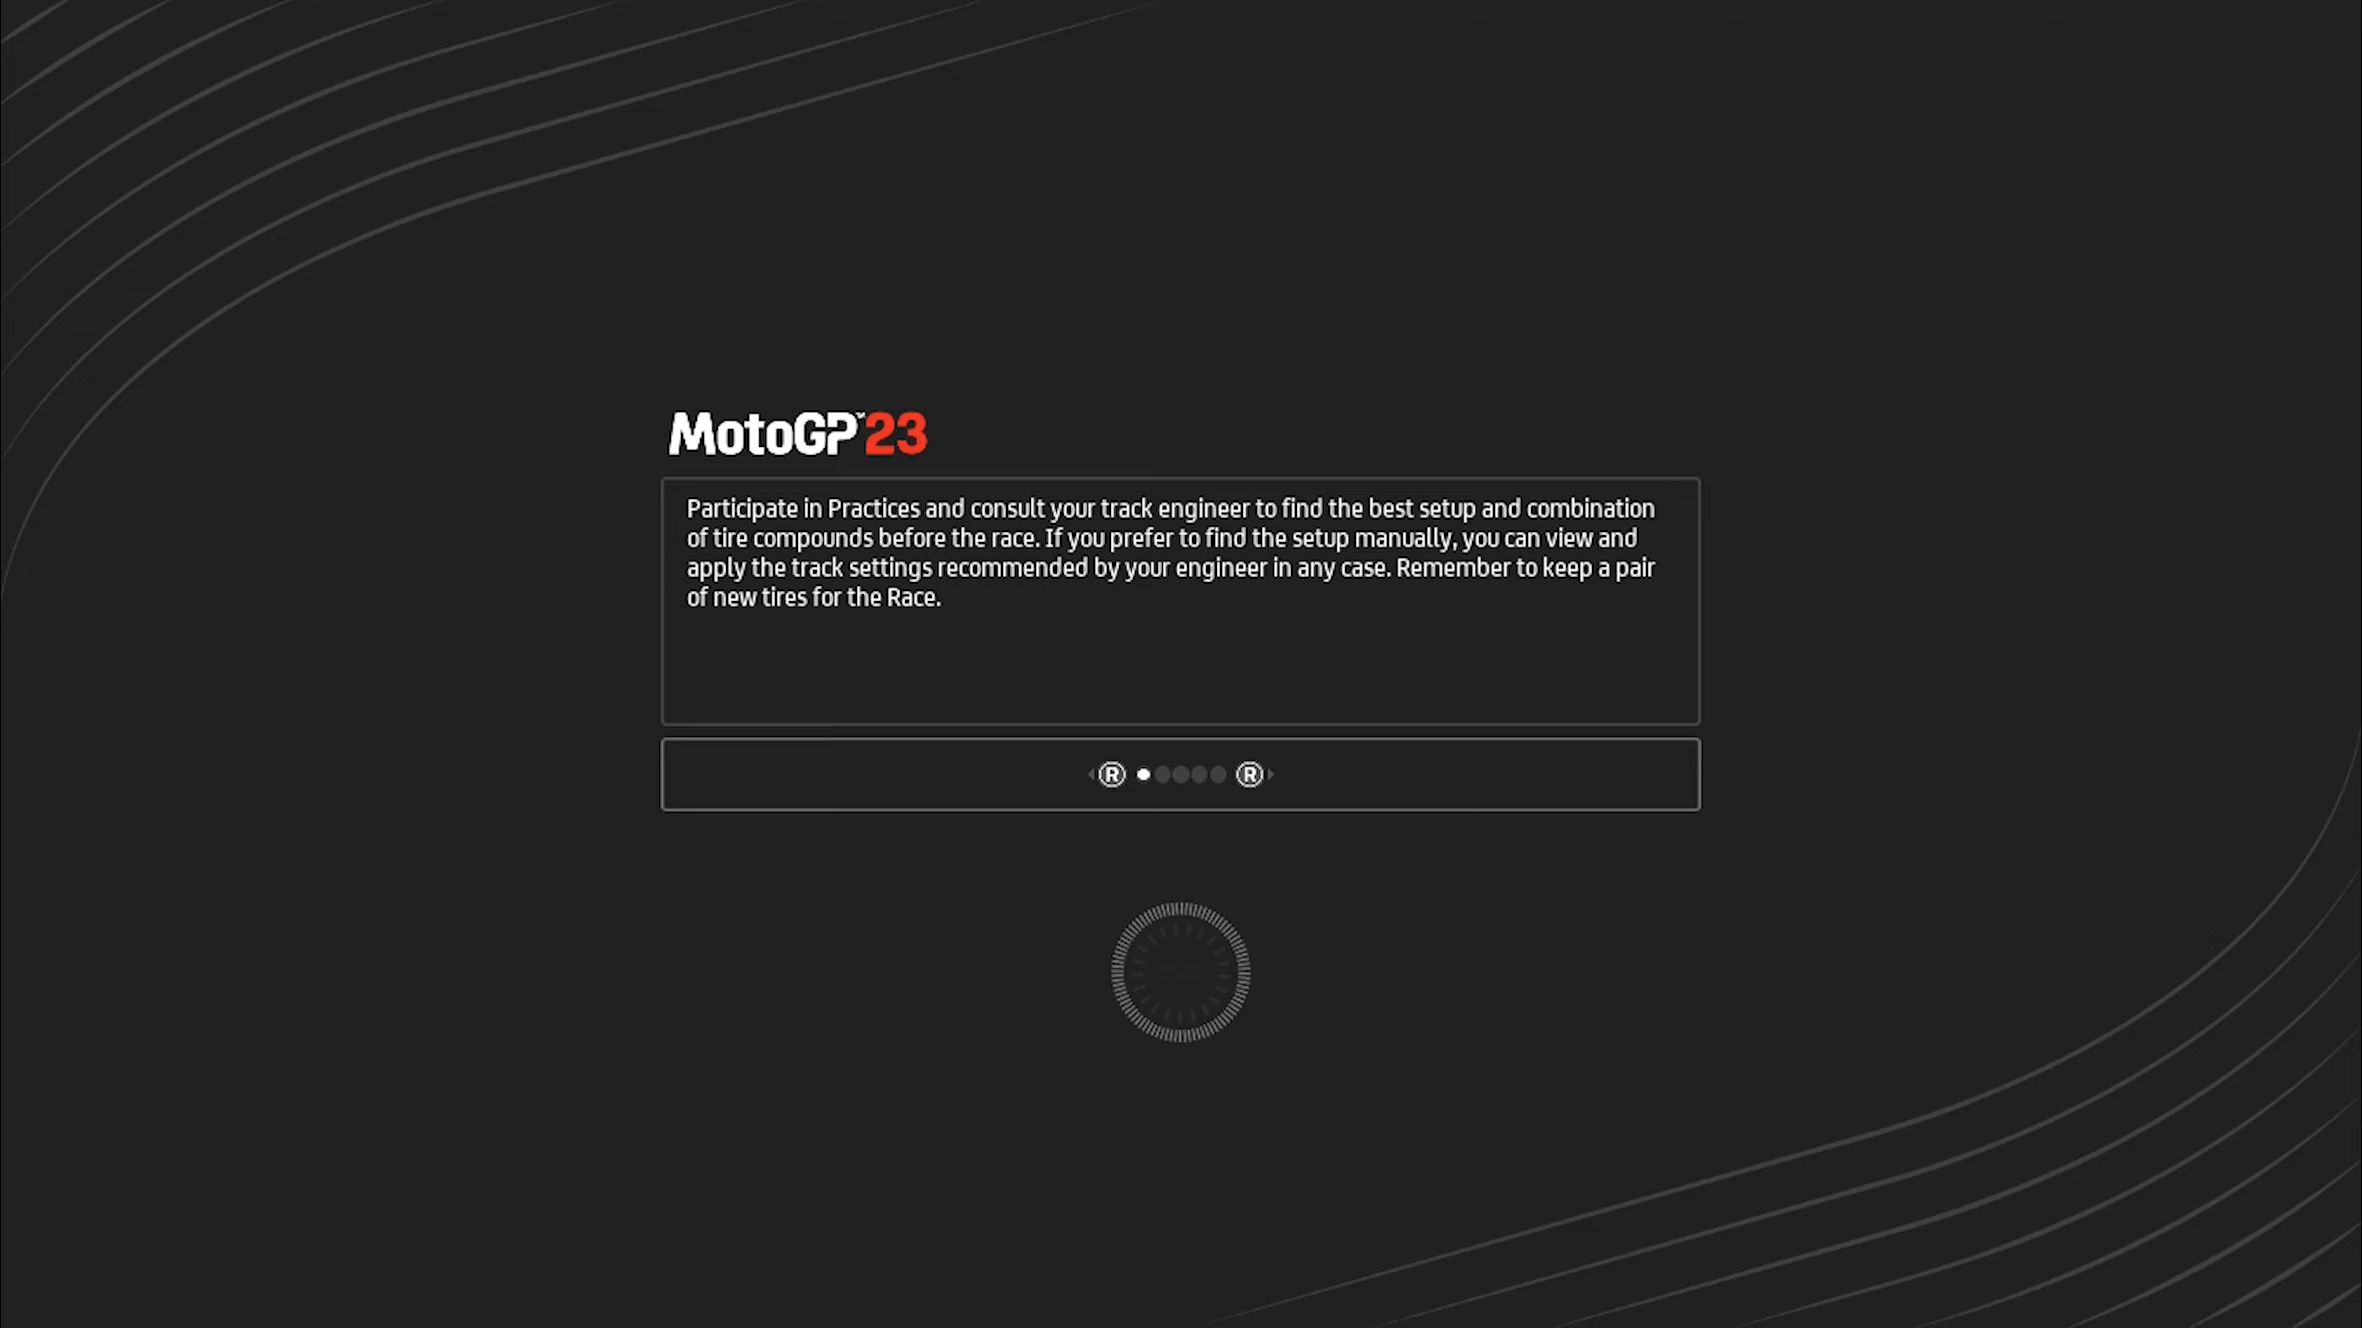 MotoGP™23
Participate in Practices and consult your track engineer to find the best setup and combination
of tire compounds before the race. If you prefer to find the setup manually, you can view and
apply the track settings recommended by your engineer in any case. Remember to keep a pair
of new tires for the Race.
R R